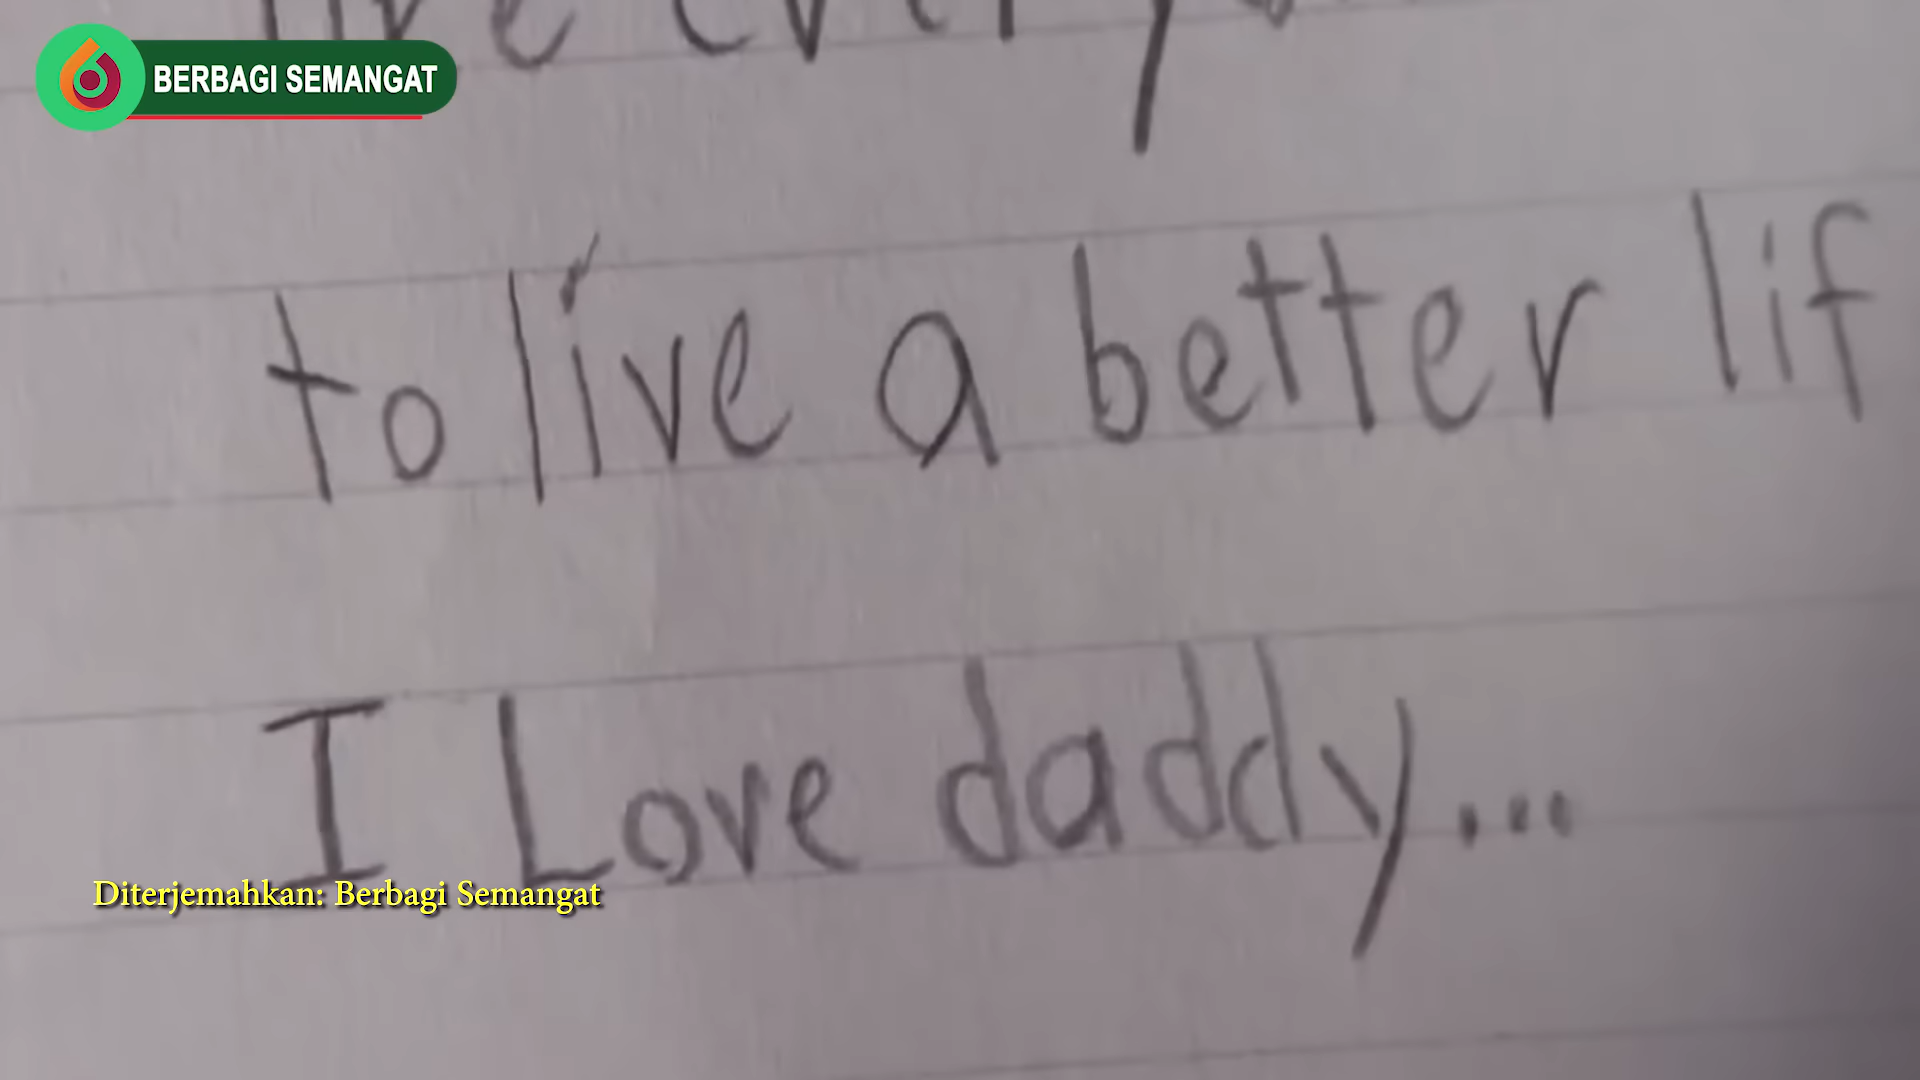 BERBAGI SEMANGAT
to live a better lif
I Love daddy...
Diterjemahkan: Berbagi Semangat